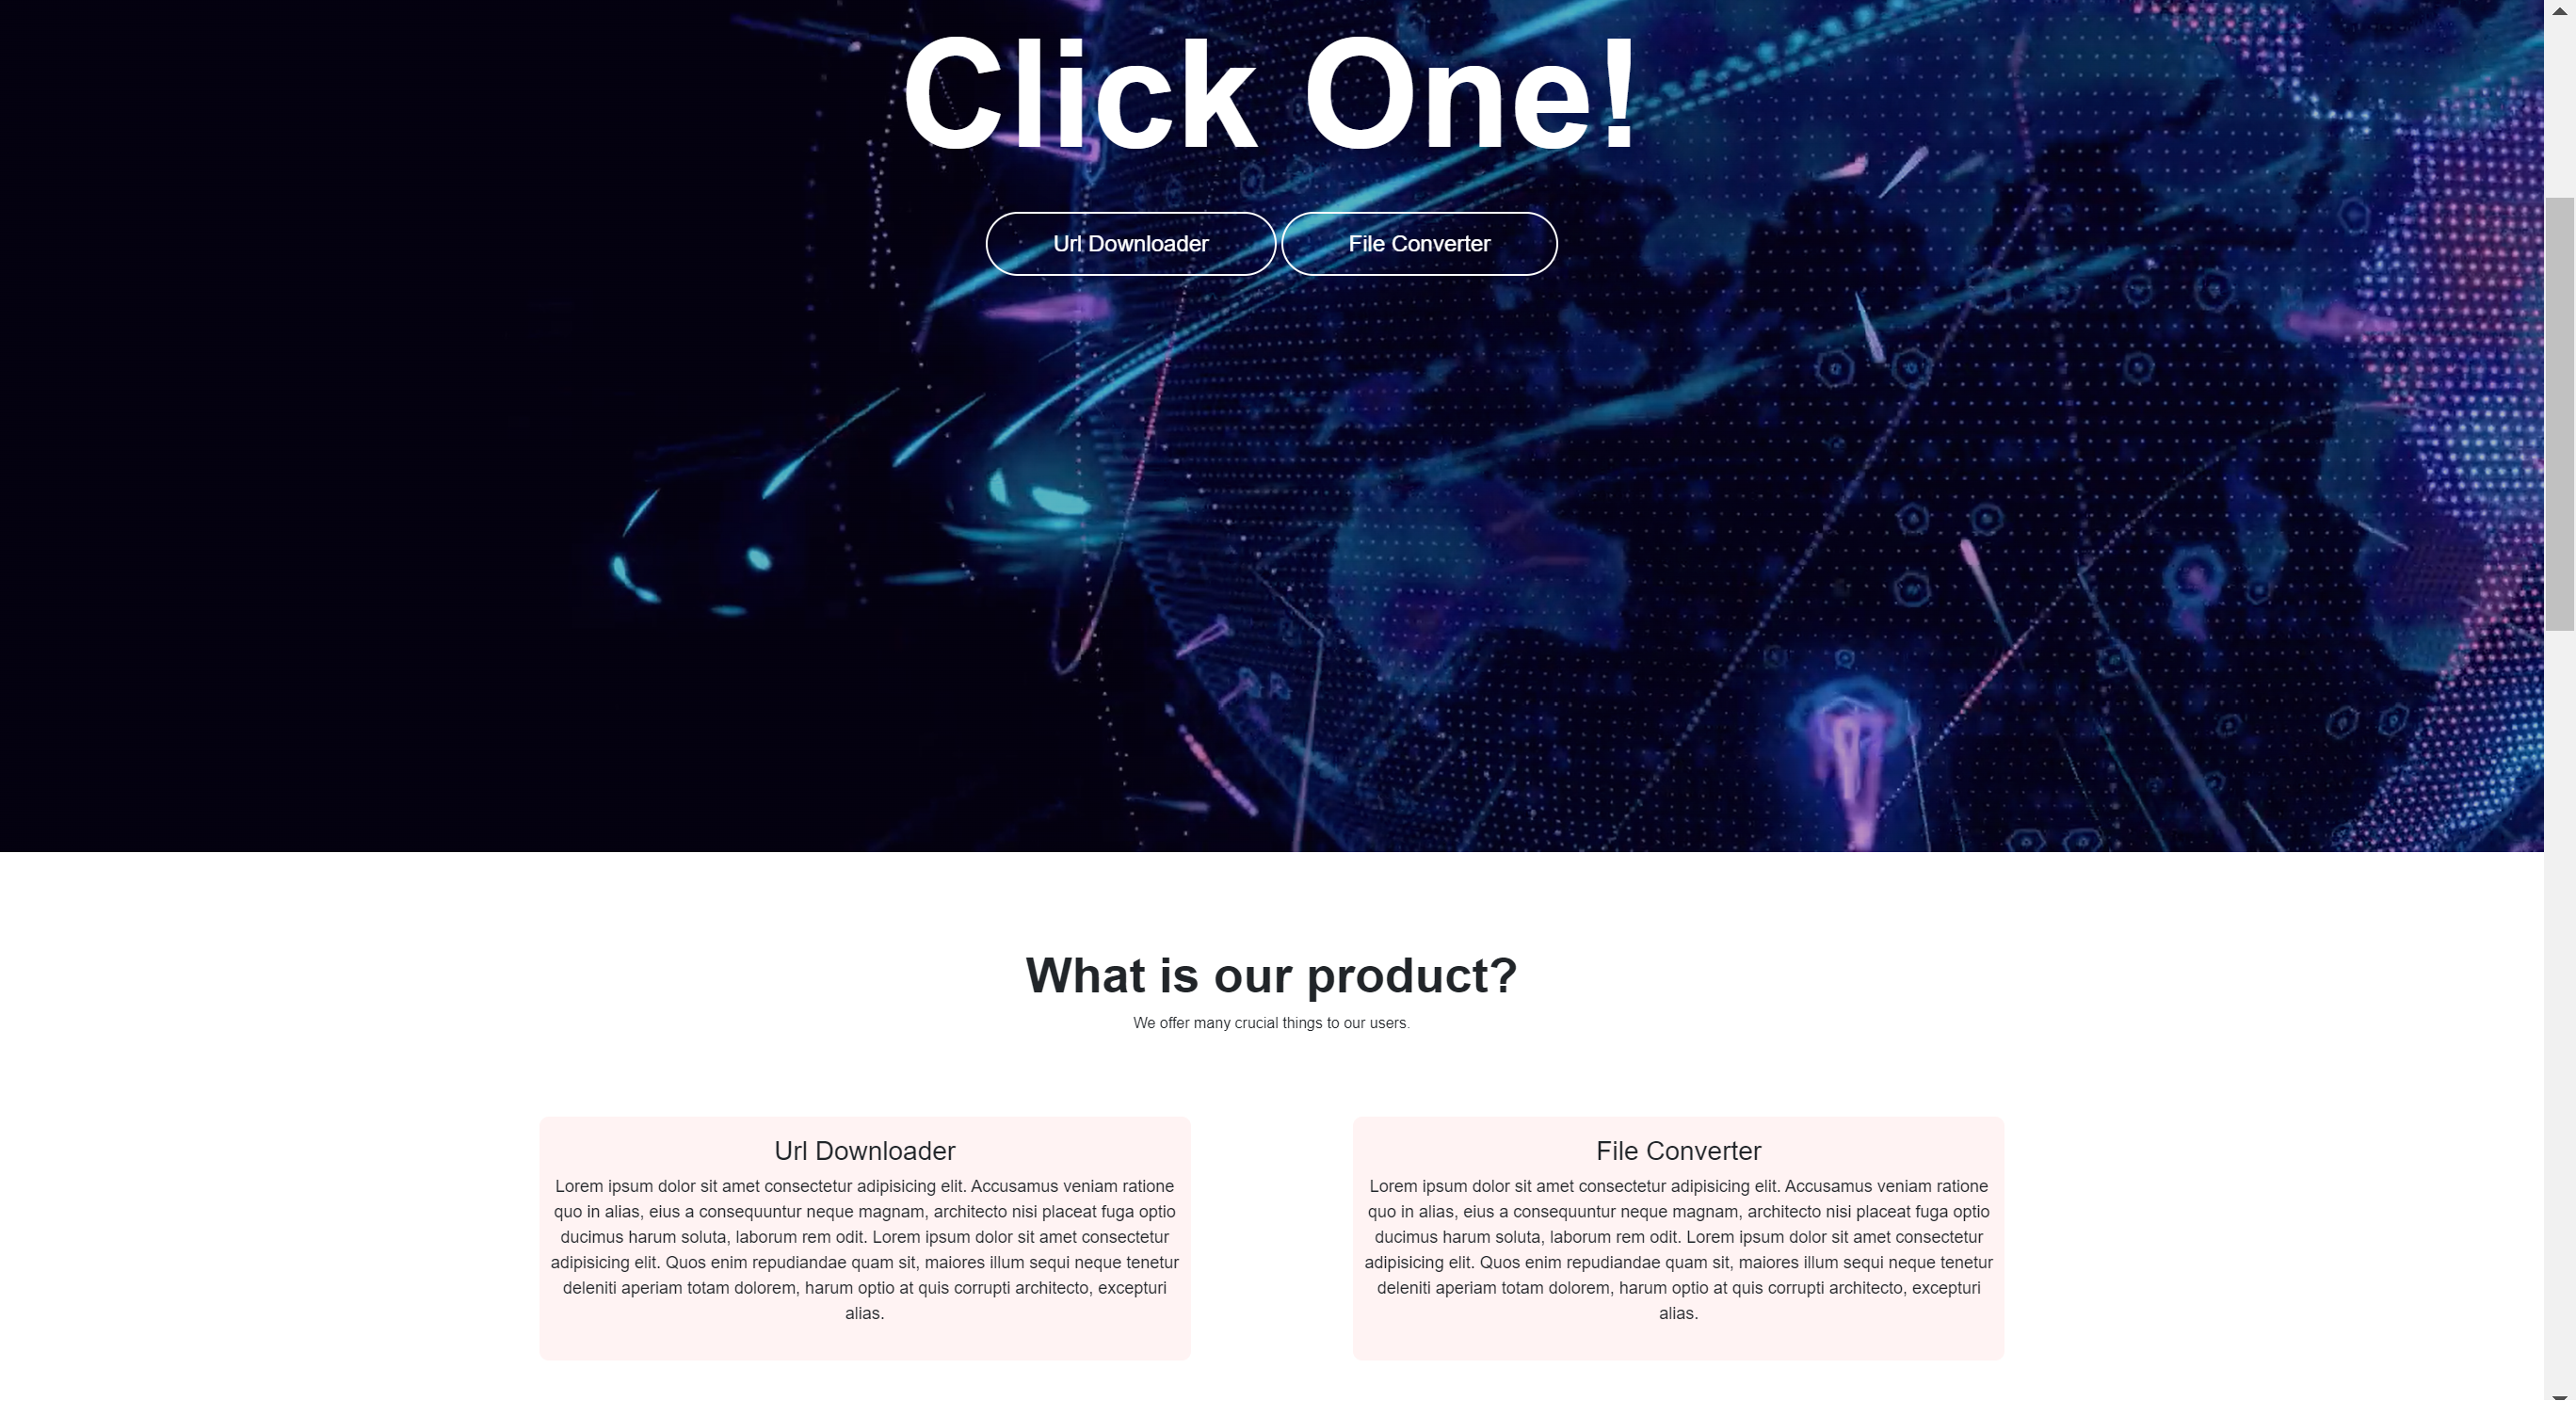 Click One!
Url Downloader
File Converter
What is our product?
We offer many crucial things to our users.
Url Downloader
Lorem ipsum dolor sit amet consectetur adipisicing elit. Accusamus veniam ratione
quo in alias, eius a consequuntur neque magnam, architecto nisi placeat fuga optio
ducimus harum soluta, laborum rem odit. Lorem ipsum dolor sit amet consectetur
adipisicing elit. Quos enim repudiandae quam sit, maiores illum sequi neque tenetur
deleniti aperiam totam dolorem, harum optio at quis corrupti architecto, excepturi
alias.
File Converter
Lorem ipsum dolor sit amet consectetur adipisicing elit. Accusamus veniam ratione
quo in alias, eius a consequuntur neque magnam, architecto nisi placeat fuga optio
ducimus harum soluta, laborum rem odit. Lorem ipsum dolor sit amet consectetur
adipisicing elit. Quos enim repudiandae quam sit, maiores illum sequi neque tenetur
deleniti aperiam totam dolorem, harum optio at quis corrupti architecto, excepturi
alias.